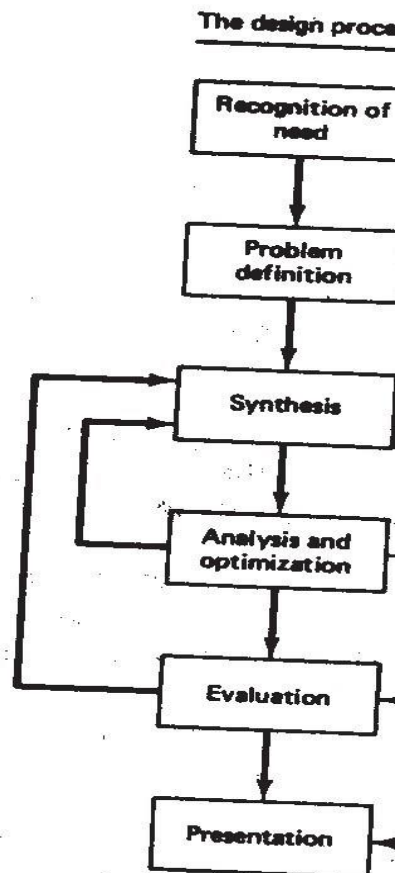 The design proce
Recognition of
need
Problem
definition
Synthesis
Analysis and
optimization
Evaluation
Presentation